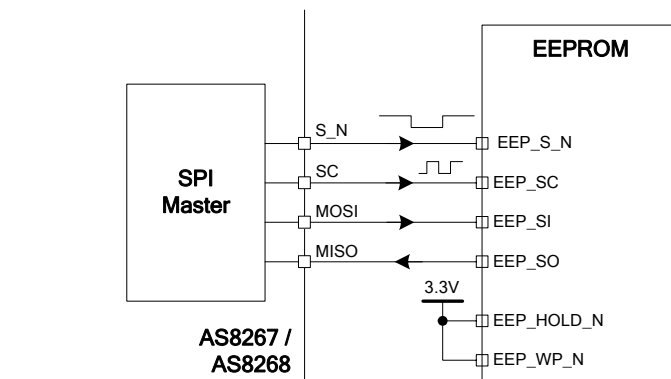 EEPROM
SPI
Master
S_N
SC
MOSI
MISO
EEP_S_N
EEP_SC
EEP_SI
EEP_SO
3.3V
EEP_HOLD_N
EEP_WP_N
AS8267 /
AS8268